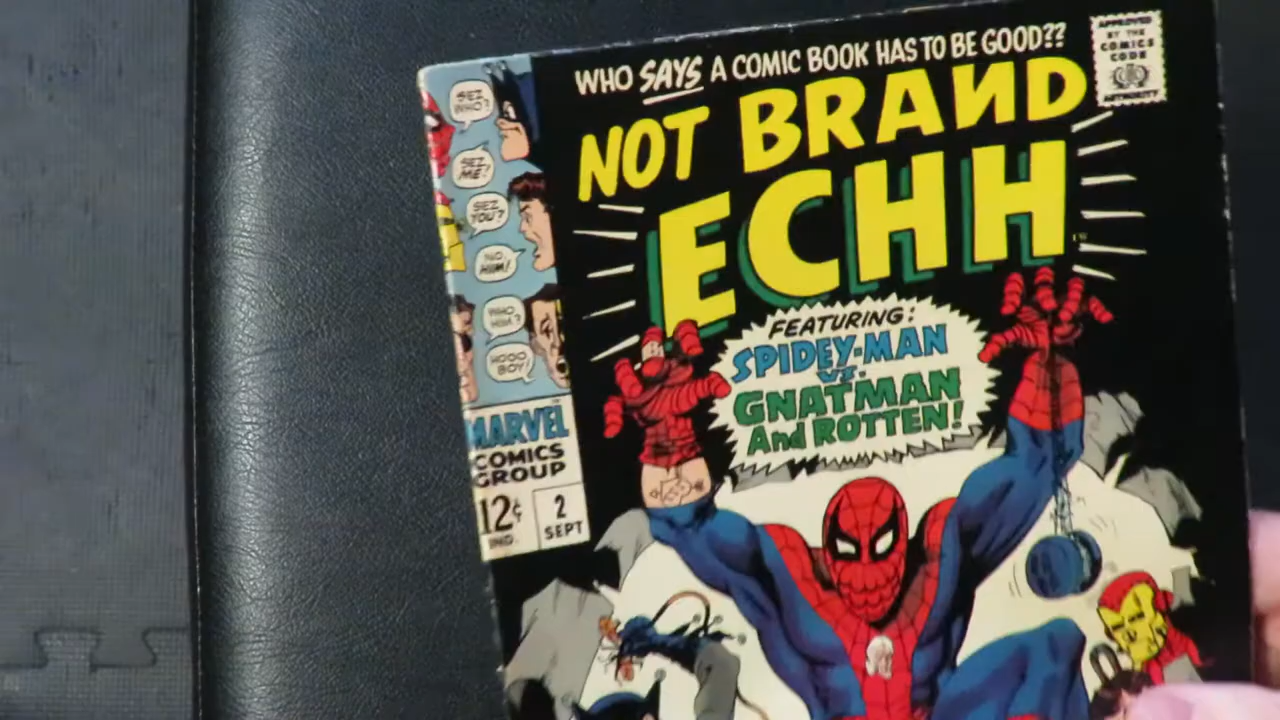 WHO SAYS A COMIC BOOK HAS TO BE GOOD??
NOT BRAИD
ECHH
APPROVED
BY THE
COMICS
CODE
AUTHORITY
SEZ
WHO?
SEZ
ME!
SEZ
YOU?
NO,
HIM!
WHO,
HIM?
HOOO
BOY!
MARVEL
COMICS
GROUP
12¢
IND.
2
SEPT
FEATURING:
SPIDEY-MAN
VS.
GNATMAN
And ROTTEN!